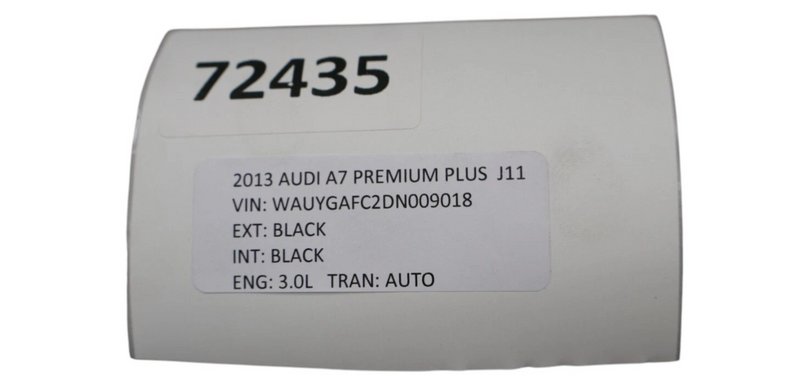 72435
2013 AUDI A7 PREMIUM PLUS J11
VIN: WAUYGAFC2DN009018
EXT: BLACK
INT: BLACK
ENG: 3.0L TRAN: AUTO